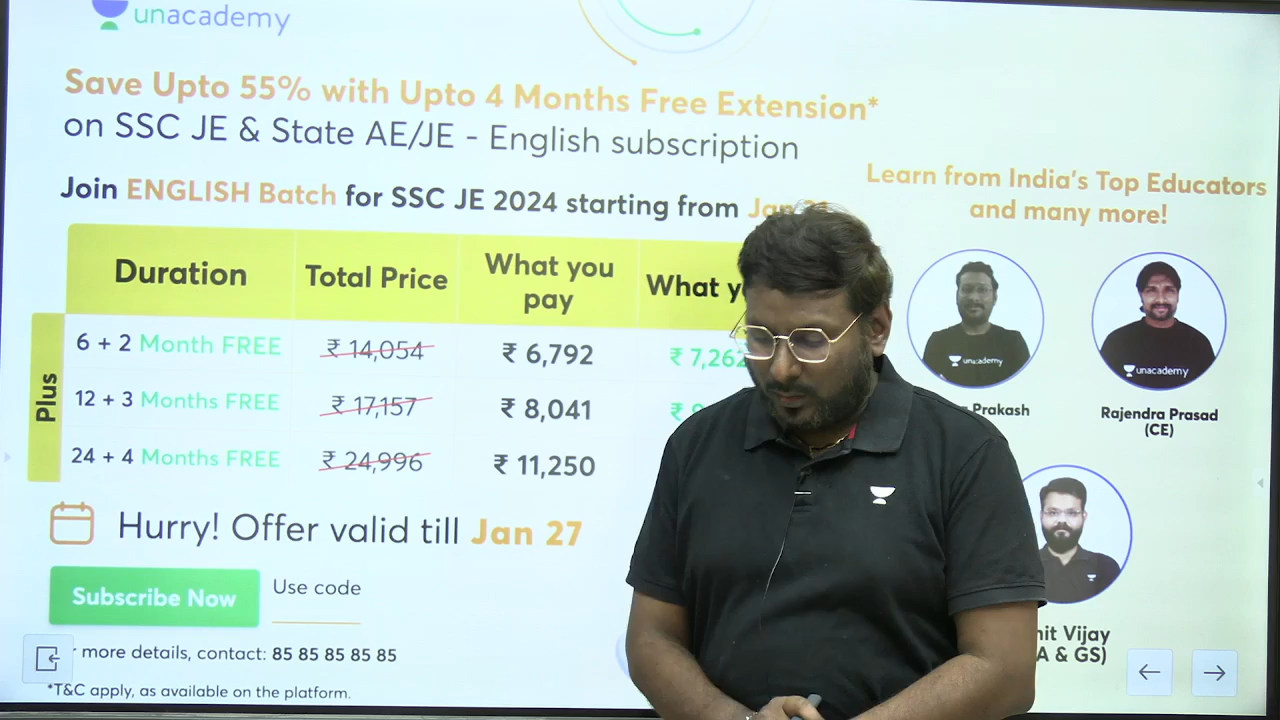 unacademy
Save Upto 55% with Upto 4 Months Free Extension*
on SSC JE & State AE/JE - English subscription
Join ENGLISH Batch for SSC JE 2024 starting from
Duration Total Price What you pay What
6 + 2 Month FREE ₹ 14,054 ₹ 6,792 ₹ 7,262
Plus
12 + 3 Months FREE ₹ 17,157 ₹ 8,041
24 + 4 Months FREE ₹ 24,996 ₹ 11,250
Hurry! Offer valid till Jan 27
Subscribe Now Use code
more details, contact: 85 85 85 85 85
*T&C apply, as available on the platform.
Learn from India's Top Educators
and many more!
unacademy
unacademy
Prakash
Rajendra Prasad
(CE)
Vijay
& GS)